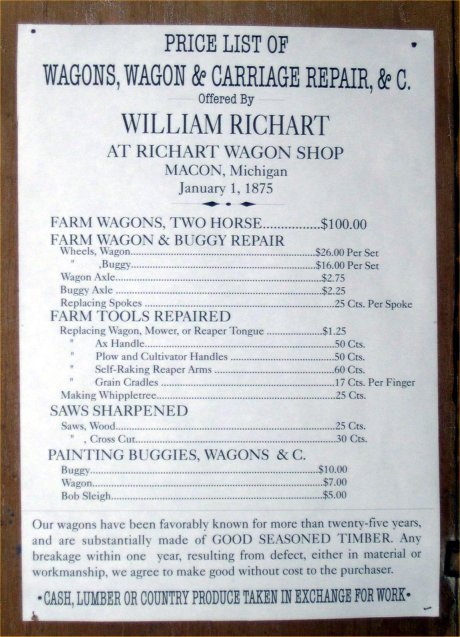 PRICE LIST OF
WAGONS, WAGON & CARRIAGE REPAIR, & C.
Offered By
WILLIAM RICHART
AT RICHART WAGON SHOP
MACON, Michigan
January 1, 1875
FARM WAGONS, TWO HORSE................$100.00
FARM WAGON & BUGGY REPAIR
Wheels, Wagon................$26.00 Per Set
" ,Buggy................$16.00 Per Set
Wagon Axle................$2.75
Buggy Axle ................$2.25
Replacing Spokes ................25 Cts. Per Spoke
FARM TOOLS REPAIRED
Replacing Wagon, Mower, or Reaper Tongue ................$1.25
" Ax Handle................50 Cts.
" Plow and Cultivator Handles ................50 Cts.
" Self-Raking Reaper Arms ................60 Cts.
" Grain Cradles ................17 Cts. Per Finger
Making Whippletree................25 Cts.
SAWS SHARPENED
Saws, Wood................25 Cts.
" , Cross Cut................30 Cts.
PAINTING BUGGIES, WAGONS & C.
Buggy................$10.00
Wagon................$7.00
Bob Sleigh................$5.00
Our wagons have been favorably known for more than twenty-five years,
and are substantially made of GOOD SEASONED TIMBER. Any
breakage within one year, resulting from defect, either in material or
workmanship, we agree to make good without cost to the purchaser.
•CASH, LUMBER OR COUNTRY PRODUCE TAKEN IN EXCHANGE FOR WORK•